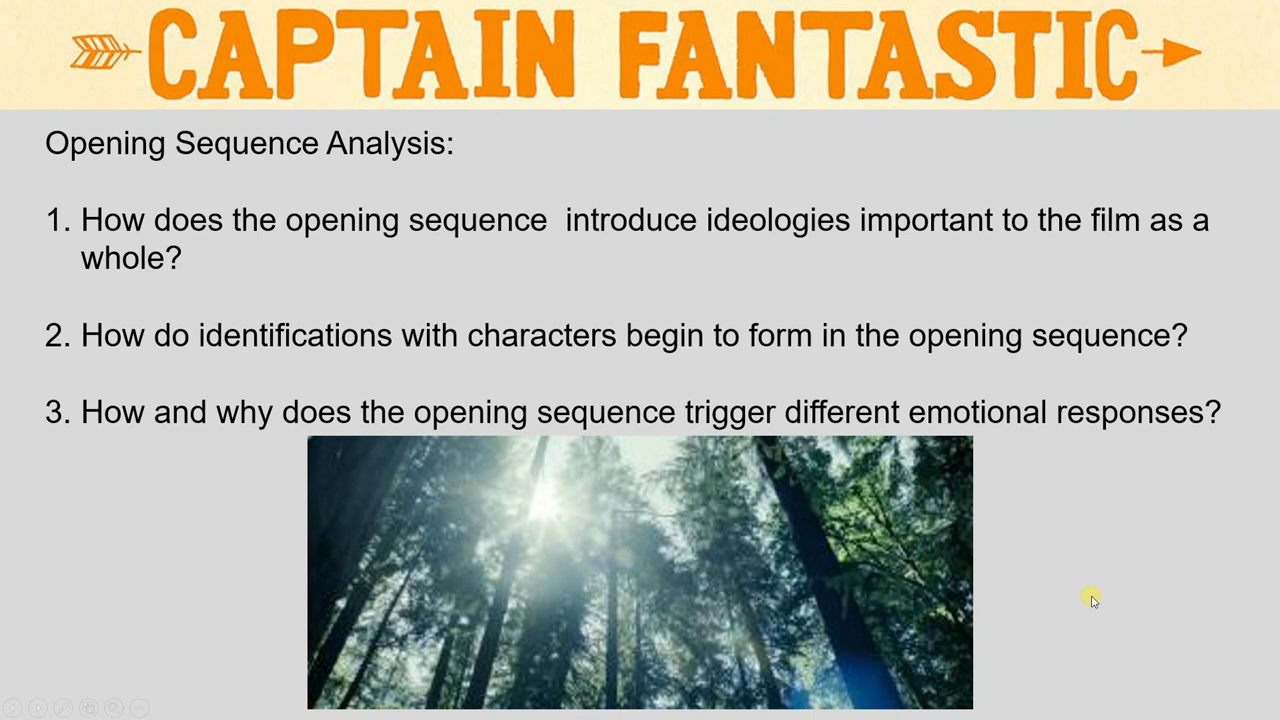 CAPTAIN FANTASTIC
Opening Sequence Analysis:
1. How does the opening sequence  introduce ideologies important to the film as a
whole?
2. How do identifications with characters begin to form in the opening sequence?
3. How and why does the opening sequence trigger different emotional responses?